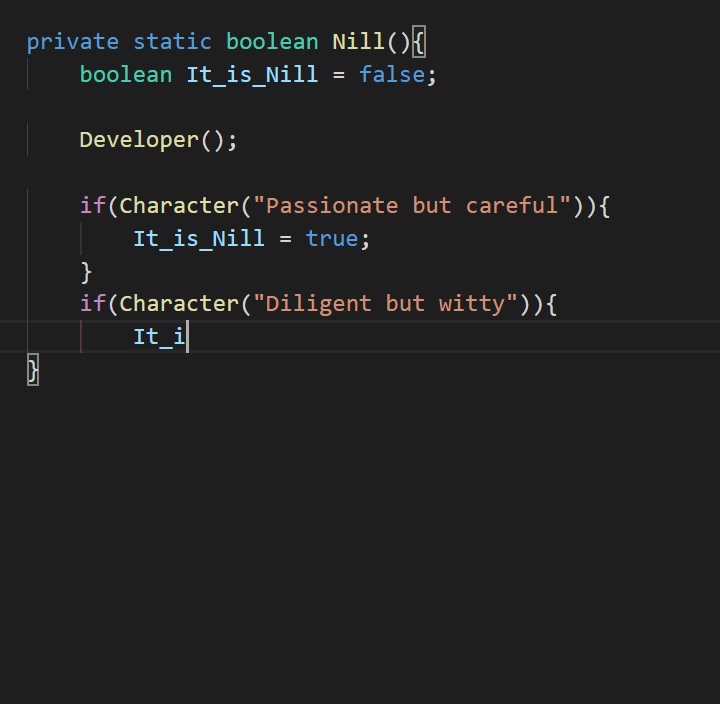 private static boolean Nill(){
    boolean It_is_Nill = false;
    Developer();
    if(Character("Passionate but careful")){
        It_is_Nill = true;
    }
    if(Character("Diligent but witty")){
        It_i
}